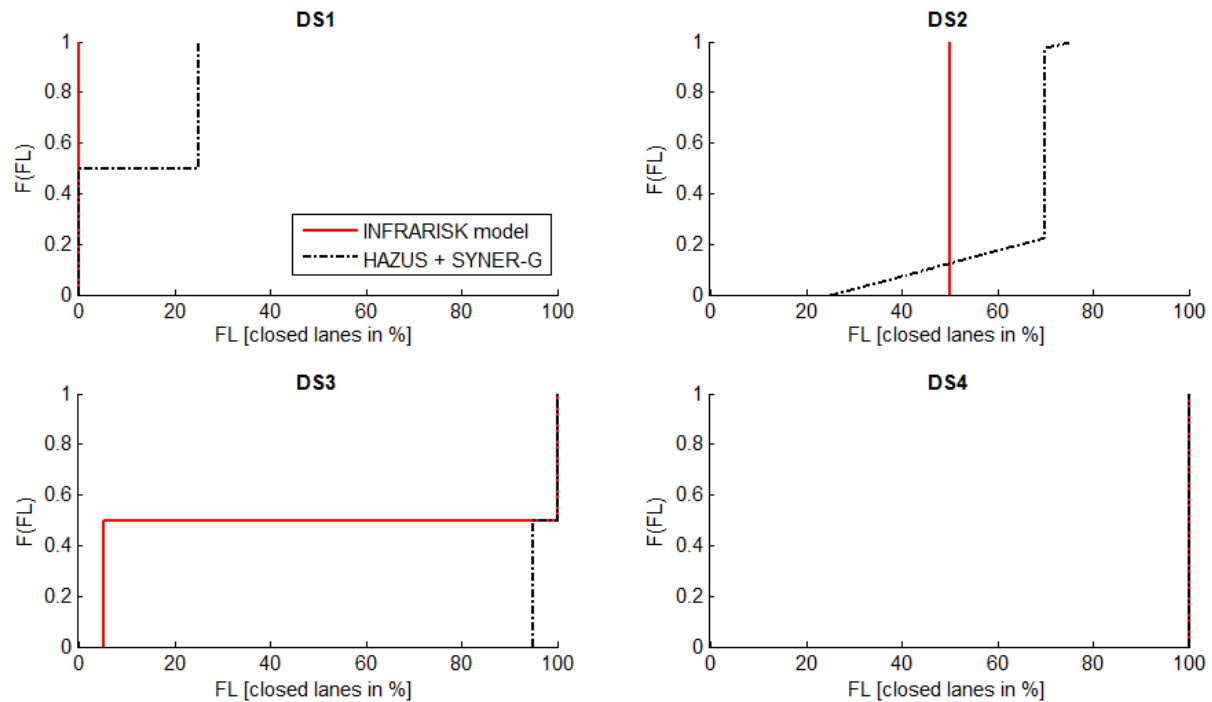 DS1
1
0.8
0.6
0.4
0.2
0
F(FL)
0 20 40 60 80 100
FL [closed lanes in %]
INFRARISK model
HAZUS + SYNER-G
DS2
1
0.8
0.6
0.4
0.2
0
F(FL)
0 20 40 60 80 100
FL [closed lanes in %]
DS3
1
0.8
0.6
0.4
0.2
0
F(FL)
0 20 40 60 80 100
FL [closed lanes in %]
DS4
1
0.8
0.6
0.4
0.2
0
F(FL)
0 20 40 60 80 100
FL [closed lanes in %]